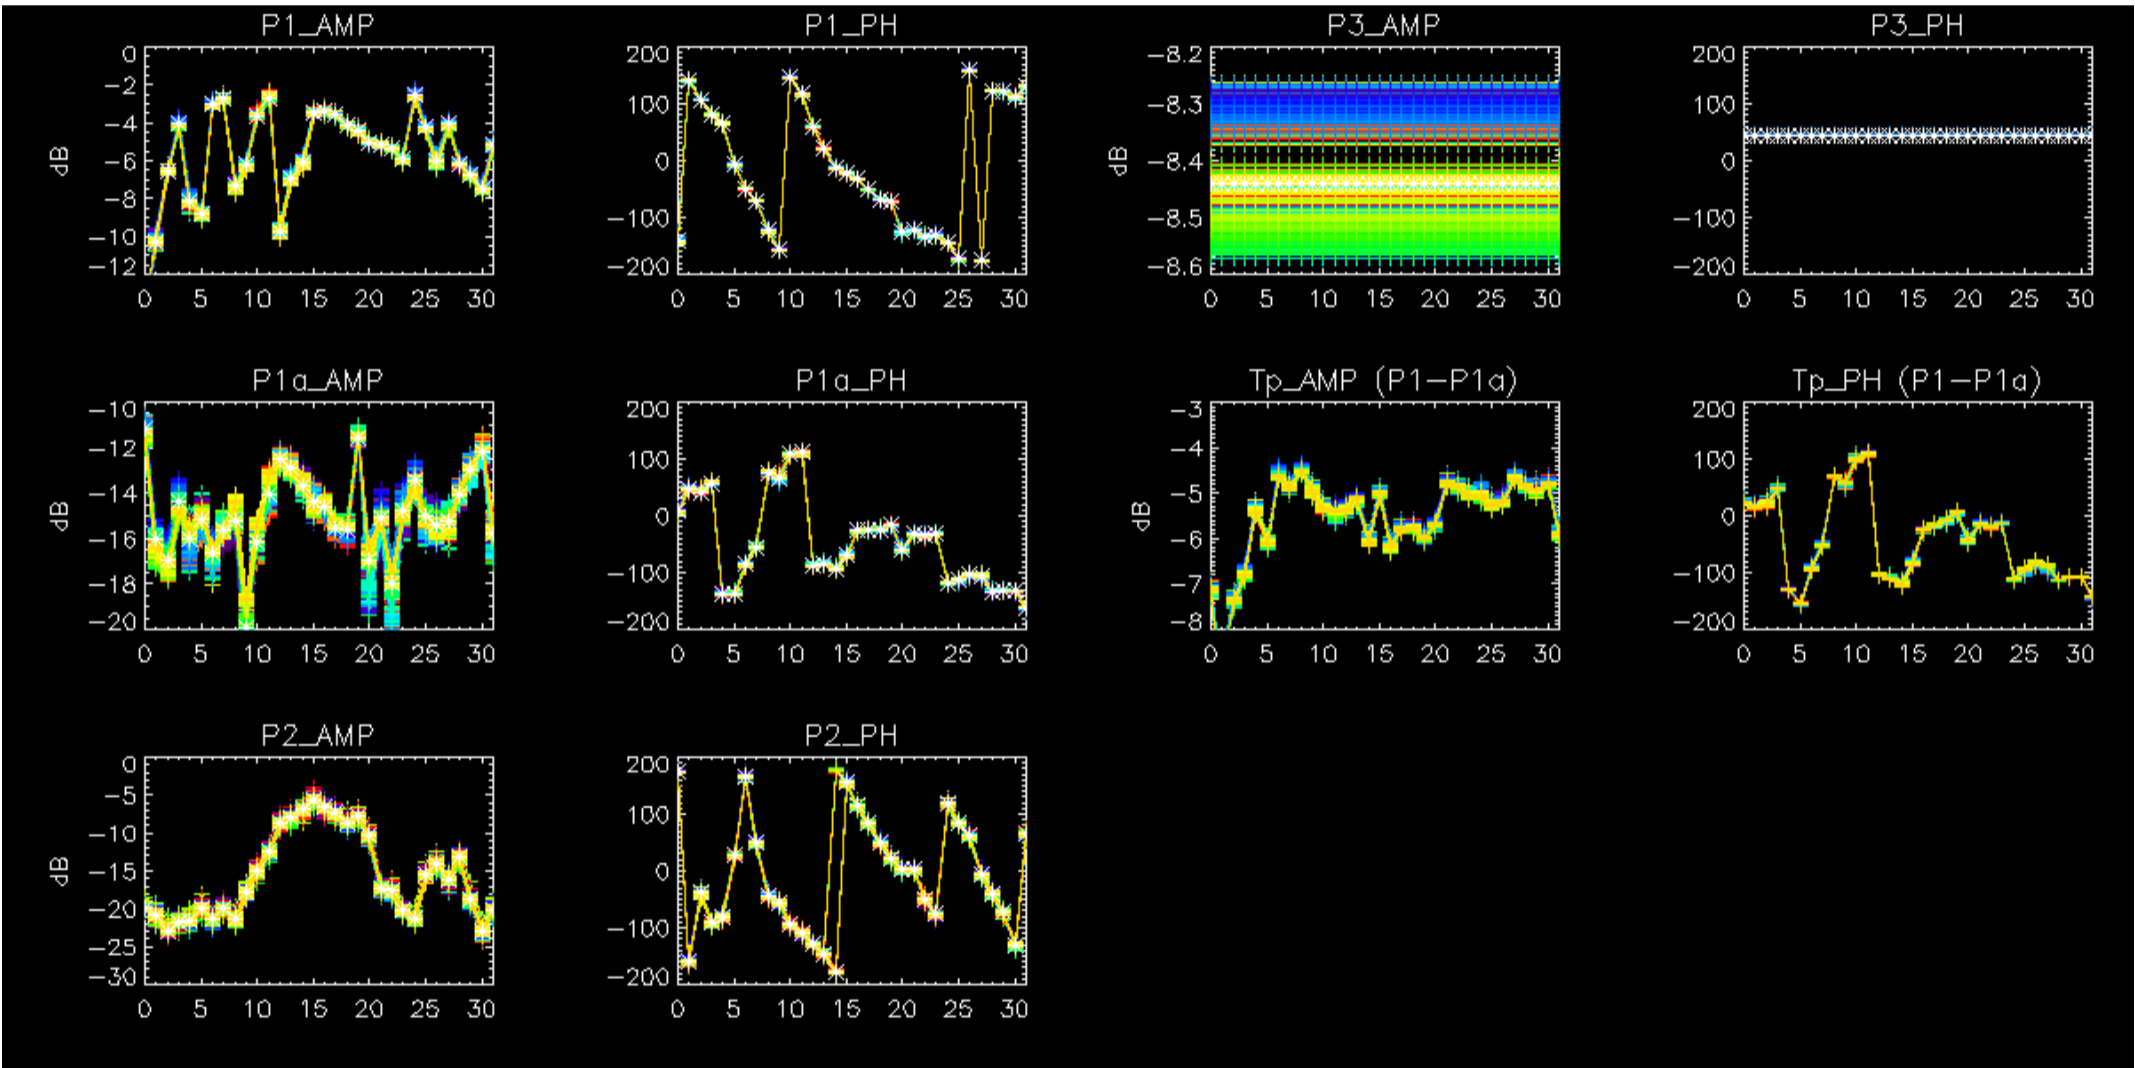 P1_AMP
P1_PH
P3_AMP
P3_PH
0
-2
-4
-6
-8
-10
-12
dB
0 5 10 15 20 25 30
200
100
0
-100
-200
0 5 10 15 20 25 30
-8.2
-8.3
-8.4
-8.5
-8.6
dB
0 5 10 15 20 25 30
200
100
0
-100
-200
0 5 10 15 20 25 30
P1a_AMP
P1a_PH
Tp_AMP (P1-P1a)
Tp_PH (P1-P1a)
-10
-12
-14
-16
-18
-20
dB
0 5 10 15 20 25 30
200
100
0
-100
-200
0 5 10 15 20 25 30
-3
-4
-5
-6
-7
-8
dB
0 5 10 15 20 25 30
200
100
0
-100
-200
0 5 10 15 20 25 30
P2_AMP
P2_PH
0
-5
-10
-15
-20
-25
-30
dB
0 5 10 15 20 25 30
200
100
0
-100
-200
0 5 10 15 20 25 30